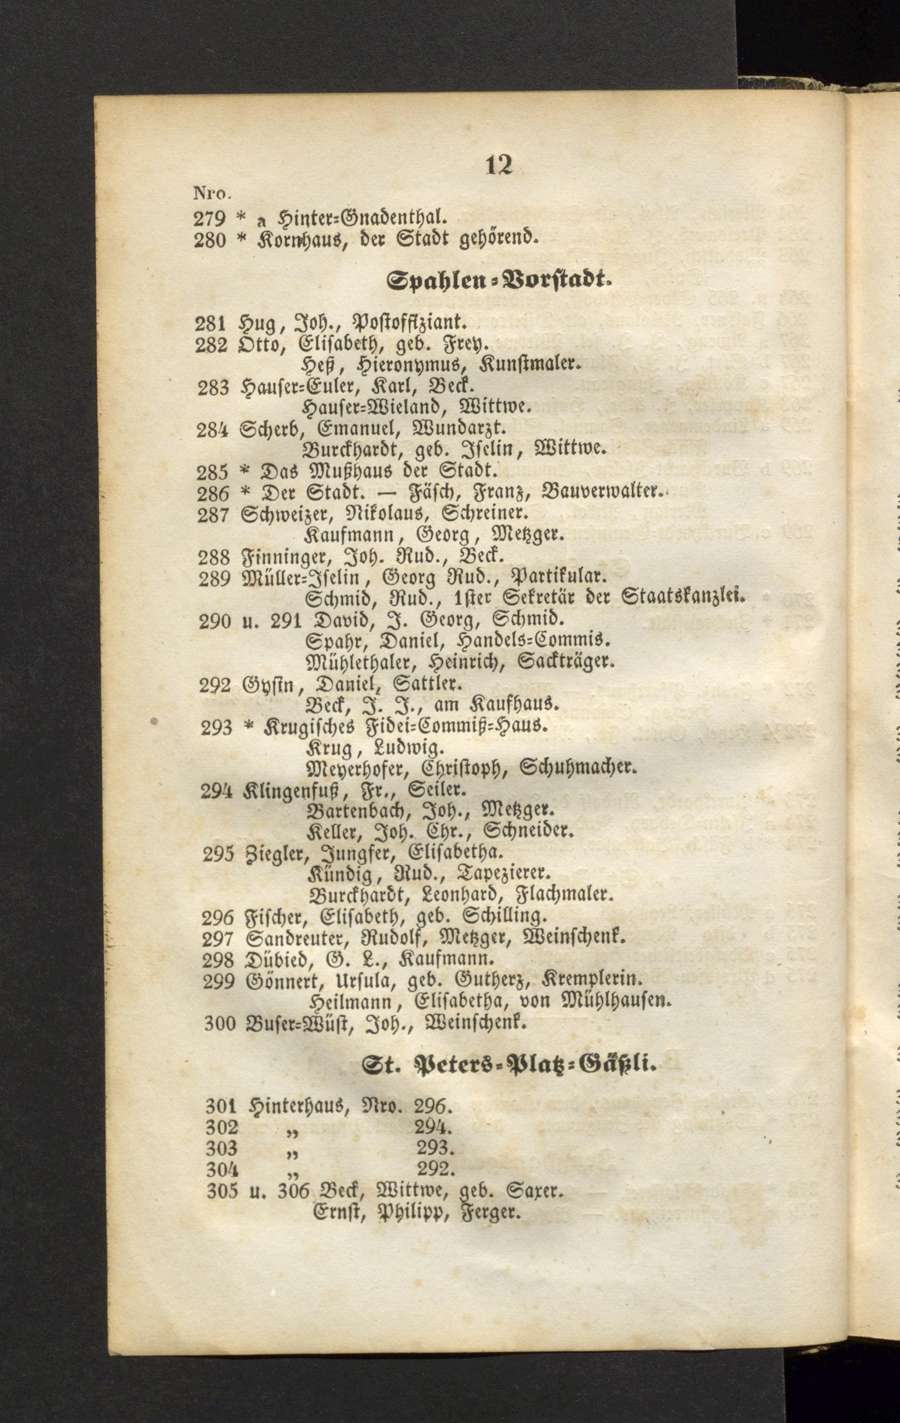 12
Nro.
279 * a Hinter=Gnadenthal.
280 * Kornhaus, der Stadt gehörend.
Spahlen=Vorstadt.
281 Hug, Joh., Postoffiziant.
282 Otto, Elisabeth, geb. Frey.
Heß, Hieronymus, Kunstmaler.
283 Hauser=Euler, Karl, Beck.
Hauser=Wieland, Wittwe.
284 Scherb, Emanuel, Wundarzt.
Burckhardt, geb. Iselin, Wittwe.
285 * Das Mußhaus der Stadt.
286 * Der Stadt. — Fäsch, Franz, Bauverwalter.
287 Schweizer, Nikolaus, Schreiner.
Kaufmann, Georg, Metzger.
288 Finninger, Joh. Rud., Beck.
289 Müller=Iselin, Georg Rud., Partikular.
Schmid, Rud., 1ster Sekretär der Staatskanzlei.
290 u. 291 David, J. Georg, Schmid.
Spahr, Daniel, Handels=Commis.
Mühlethaler, Heinrich, Sackträger.
292 Gysin, Daniel, Sattler.
Beck, J. J., am Kaufhaus.
293 * Krugisches Fidei=Commiß=Haus.
Krug, Ludwig.
Meyerhofer, Christoph, Schuhmacher.
294 Klingenfuß, Fr., Seiler.
Bartenbach, Joh., Metzger.
Keller, Joh. Chr., Schneider.
295 Ziegler, Jungfer, Elisabetha.
Kündig, Rud., Tapezierer.
Burckhardt, Leonhard, Flachmaler.
296 Fischer, Elisabeth, geb. Schilling.
297 Sandreuter, Rudolf, Metzger, Weinschenk.
298 Dübied, G. L., Kaufmann.
299 Gönnert, Ursula, geb. Gutherz, Kremplerin.
Heilmann, Elisabetha, von Mühlhausen.
300 Buser=Wüst, Joh., Weinschenk.
St. Peters=Platz=Gäßli.
301 Hinterhaus, Nro. 296.
302 „ 294.
303 „ 293.
304 „ 292.
305 u. 306 Beck, Wittwe, geb. Saxer.
Ernst, Philipp, Ferger.